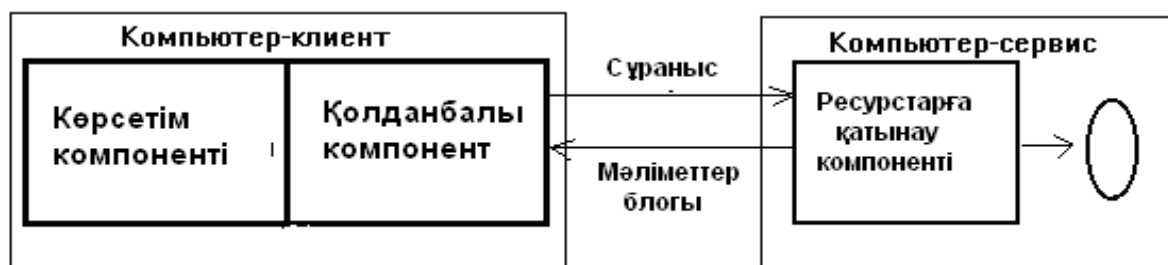 Компьютер-клиент
Көрсетім
компоненті
Қолданбалы
компонент
Сұраныс
Мәліметтер
блогы
Компьютер-сервис
Ресурстарға
қатынау
компоненті